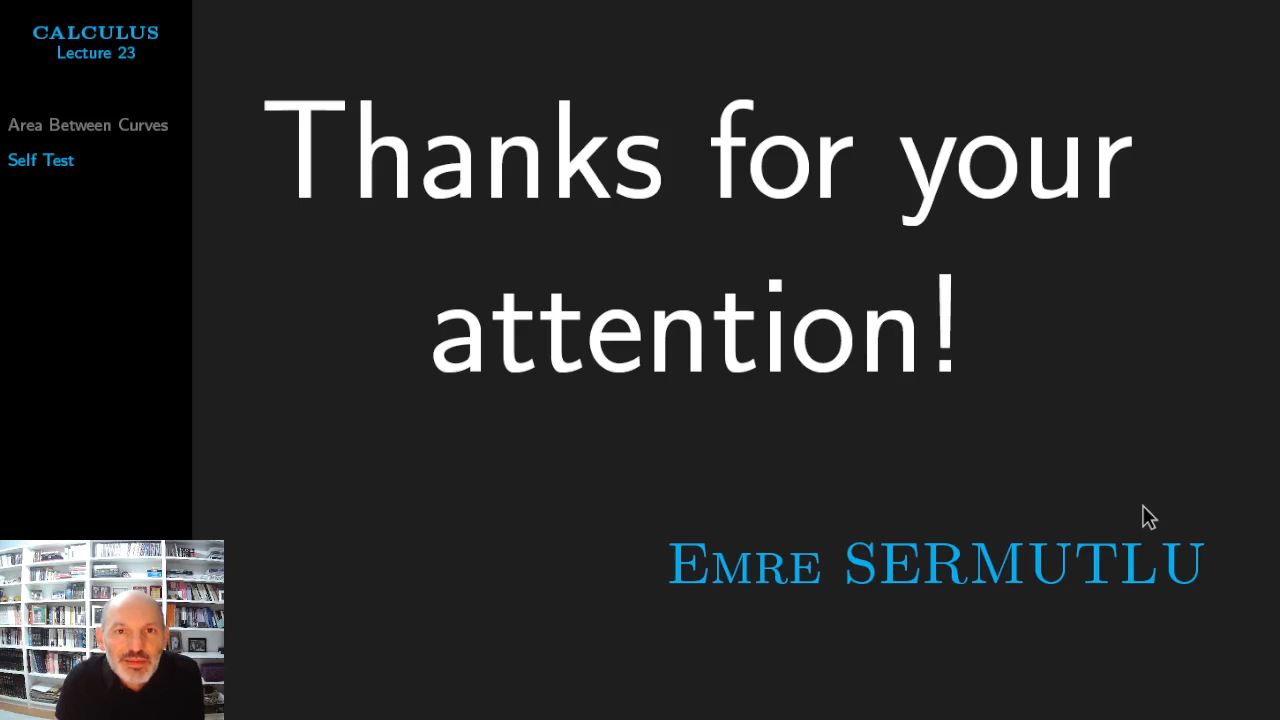 CALCULUS
Lecture 23
Area Between Curves
Self Test
Thanks for your
attention!
Emre SERMUTLU